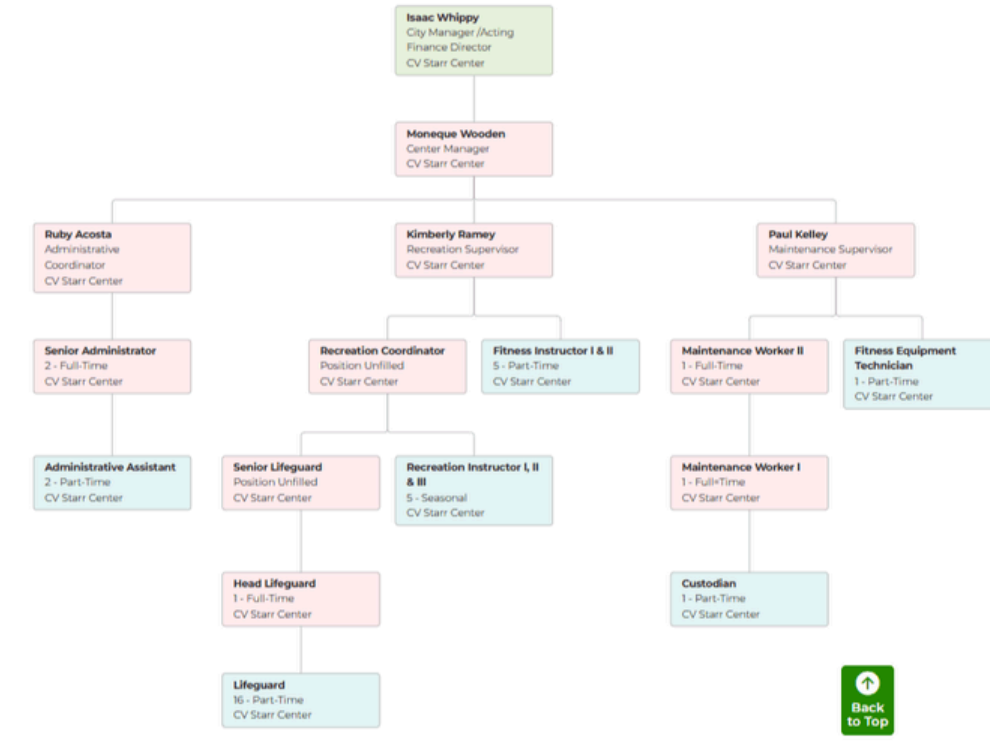 Isaac Whippy
City Manager /Acting
Finance Director
CV Starr Center
Moneque Wooden
Center Manager
CV Starr Center
Ruby Acosta
Administrative
Coordinator
CV Starr Center
Kimberly Ramey
Recreation Supervisor
CV Starr Center
Paul Kelley
Maintenance Supervisor
CV Starr Center
Senior Administrator
2 - Full-Time
CV Starr Center
Recreation Coordinator
Position Unfilled
CV Starr Center
Fitness Instructor I & II
5 - Part-Time
CV Starr Center
Maintenance Worker II
1 - Full-Time
CV Starr Center
Fitness Equipment
Technician
1 - Part-Time
CV Starr Center
Administrative Assistant
2 - Part-Time
CV Starr Center
Senior Lifeguard
Position Unfilled
CV Starr Center
Recreation Instructor I, II
& III
5 - Seasonal
CV Starr Center
Maintenance Worker I
1 - Full=Time
CV Starr Center
Head Lifeguard
1 - Full-Time
CV Starr Center
Custodian
1 - Part-Time
CV Starr Center
Lifeguard
16 - Part-Time
CV Starr Center
Back
to Top